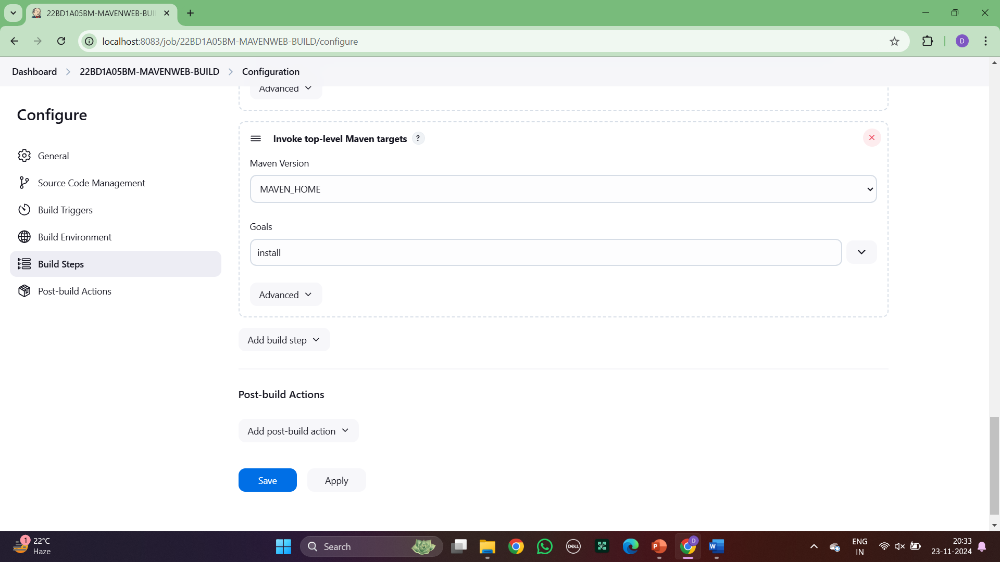 22BD1A05BM-MAVENWEB-BUI
localhost:8083/job/22BD1A05BM-MAVENWEB-BUILD/configure
D
Dashboard
22BD1A05BM-MAVENWEB-BUILD
Configuration
Advanced
Configure
General
Source Code Management
Build Triggers
Build Environment
Build Steps
Post-build Actions
Invoke top-level Maven targets ?
Maven Version
MAVEN_HOME
Goals
install
Advanced
Add build step
Post-build Actions
Add post-build action
Save
Apply
1
22°C
Haze
Search
DELL
P
D
W
ENG
IN
20:33
23-11-2024